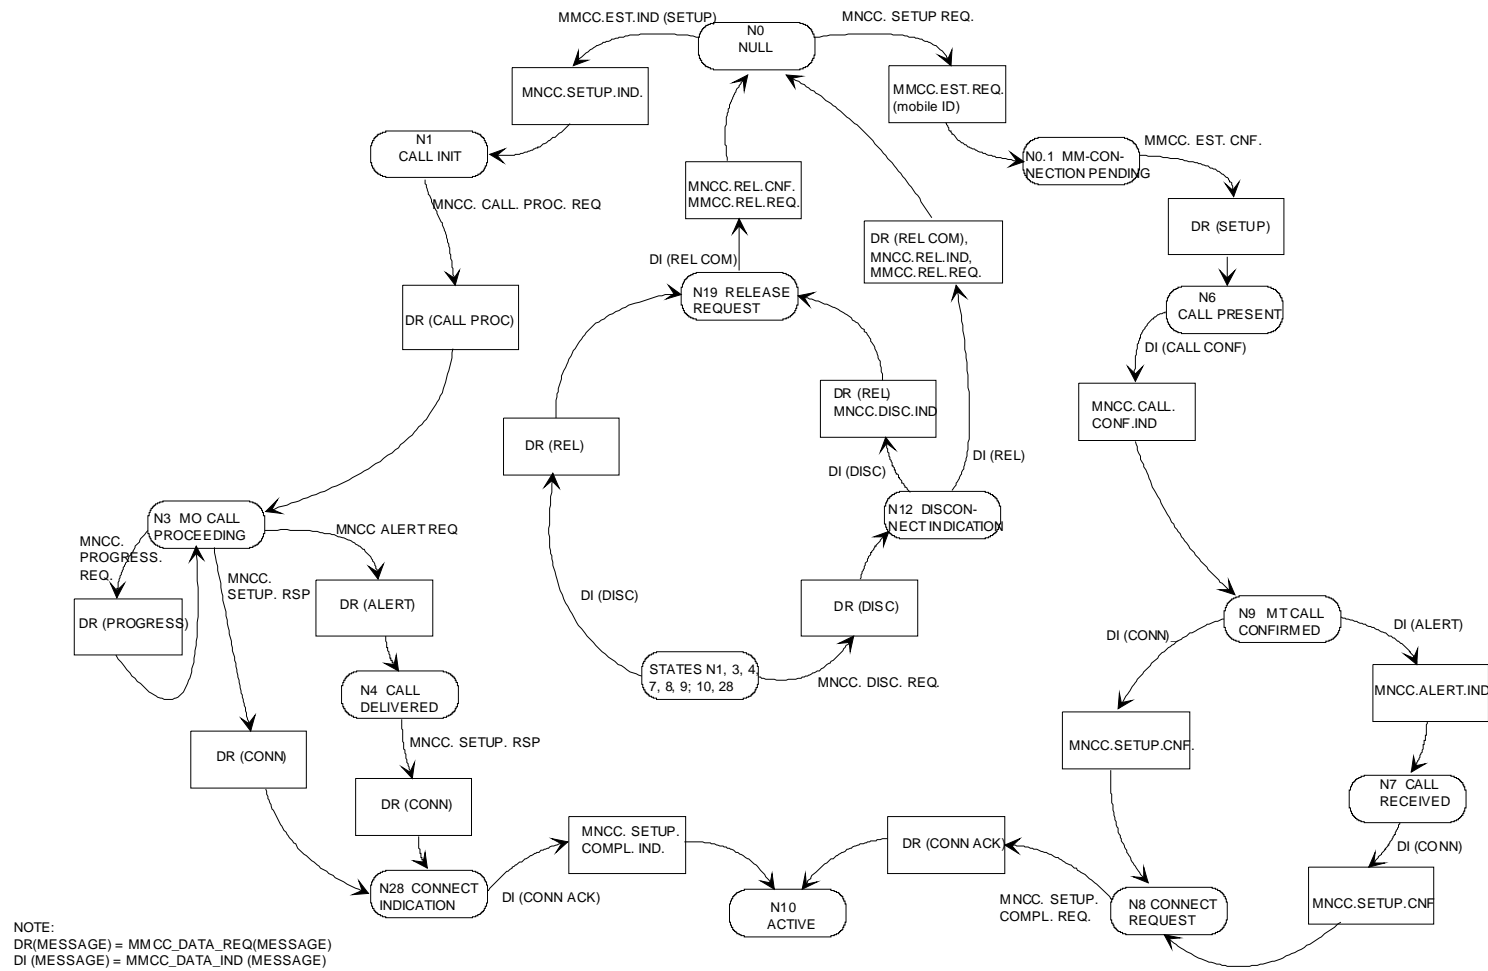 MMCC.EST.IND (SETUP)
N0
NULL
MNCC. SETUP REQ.
MNCC.SETUP.IND.
MMCC.EST.REQ.
(mobile ID)
N1
CALL INIT
N0.1 MM-CON-
NECTION PENDING
MMCC. EST. CNF.
MNCC. CALL. PROC. REQ
MNCC.REL.CNF.
MMCC.REL.REQ.
DR (SETUP)
DR (REL COM),
MNCC.REL.IND,
MMCC.REL.REQ.
DI (REL COM)
N19 RELEASE
REQUEST
N6
CALL PRESENT
DR (CALL PROC)
DI (CALL CONF)
DR (REL)
MNCC.DISC.IND
MNCC.CALL.
CONF.IND
DR (REL)
DI (DISC)
DI (REL)
N3 MO CALL
PROCEEDING
MNCC ALERT REQ
N12 DISCON-
NECT INDICATION
MNCC.
PROGRESS.
REQ.
MNCC.
SETUP. RSP
DI (DISC)
DR (PROGRESS)
DR (ALERT)
DR (DISC)
N9 MT CALL
CONFIRMED
DI (CONN)
DI (ALERT)
STATES N1, 3, 4,
7, 8, 9; 10, 28
MNCC. DISC. REQ.
N4 CALL
DELIVERED
MNCC.ALERT.IND
MNCC. SETUP. RSP
DR (CONN)
MNCC.SETUP.CNF.
N7 CALL
RECEIVED
DR (CONN)
MNCC. SETUP.
COMPL. IND.
DR (CONN ACK)
DI (CONN)
N28 CONNECT
INDICATION
DI (CONN ACK)
N10
ACTIVE
MNCC. SETUP.
COMPL. REQ.
N8 CONNECT
REQUEST
MNCC.SETUP.CNF
NOTE:
DR(MESSAGE) = MMCC_DATA_REQ(MESSAGE)
DI (MESSAGE) = MMCC_DATA_IND (MESSAGE)